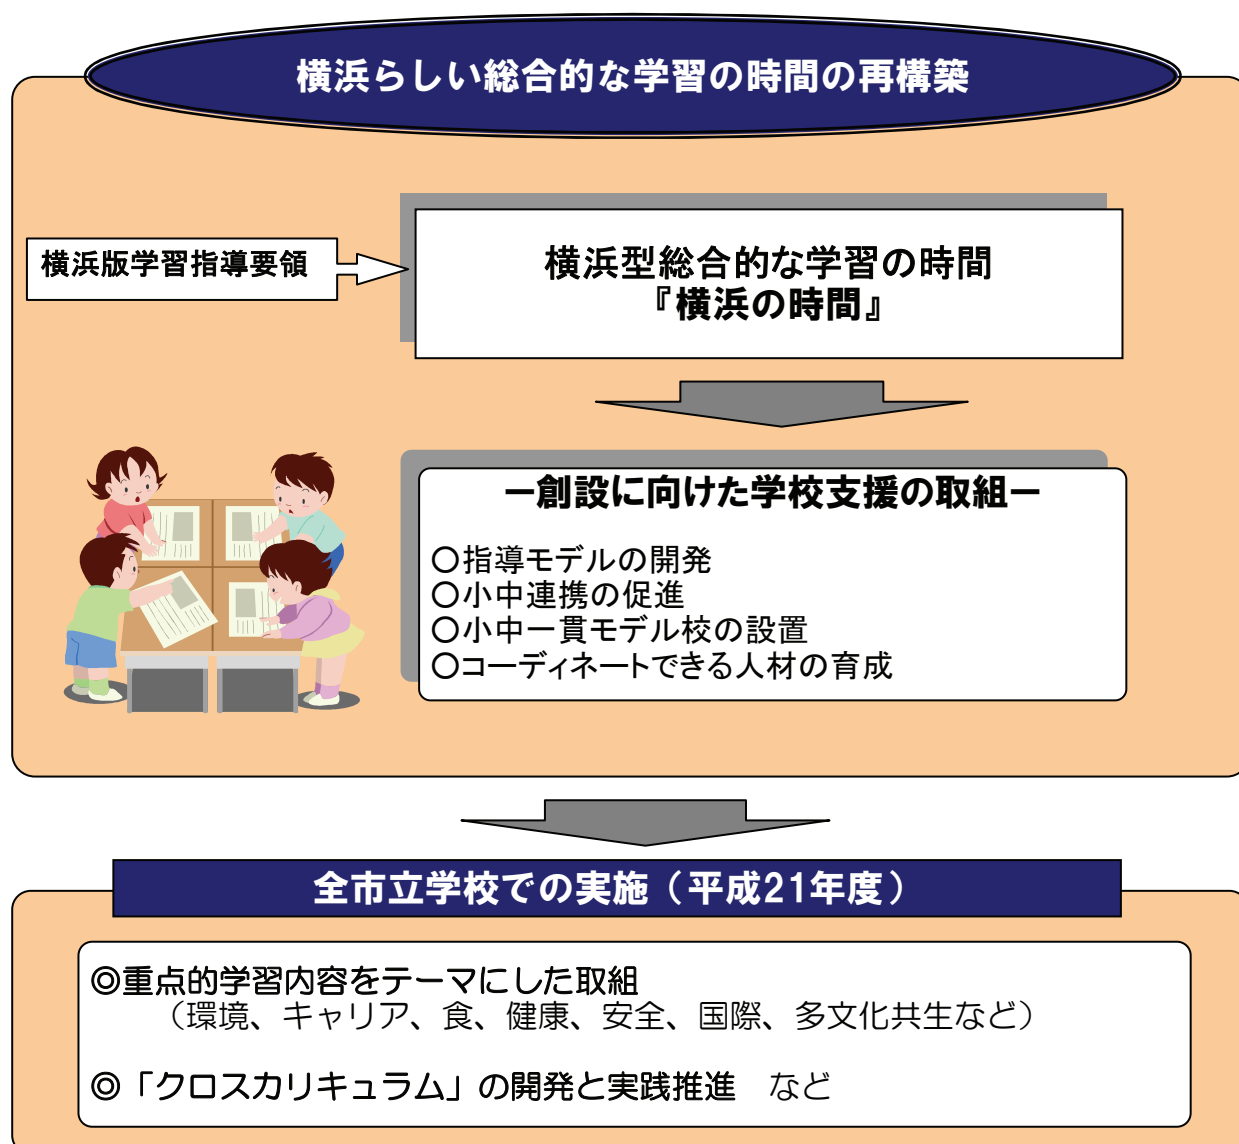 横浜らしい総合的な学習の時間の再構築
横浜版学習指導要領
横浜型総合的な学習の時間
『横浜の時間』
ー創設に向けた学校支援の取組ー
○指導モデルの開発
○小中連携の促進
○小中一貫モデル校の設置
○コーディネートできる人材の育成
全市立学校での実施（平成21年度）
◎重点的学習内容をテーマにした取組
（環境、キャリア、食、健康、安全、国際、多文化共生など）
◎「クロスカリキュラム」の開発と実践推進　など